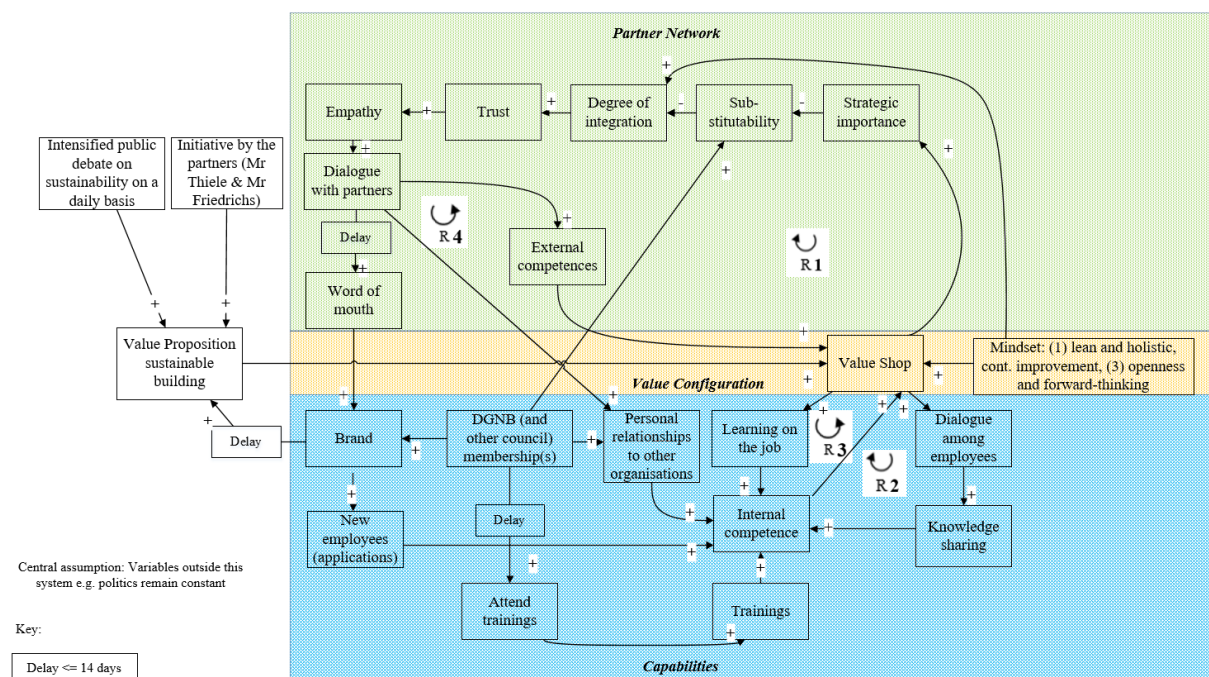 Partner Network
+
Empathy
+
Trust
+
Degree of
integration
-
Sub-
stitutability
-
Strategic
importance
+
+
+
Intensified public
debate on
sustainability on a
daily basis
Initiative by the
partners (Mr
Thiele & Mr
Friedrichs)
Dialogue
with partners
+
Delay
+
R 4
External
competences
R 1
Word of
mouth
+
+
+
Value Proposition
sustainable
building
Value Shop
Mindset: (1) lean and holistic,
cont. improvement, (3) openness
and forward-thinking
+
+
Value Configuration
+
+
+
+
+
+
Delay
Brand
+
DGNB (and
other council)
membership(s)
+
Personal
relationships
to other
organisations
Learning on
the job
R 3
R 2
Dialogue
among
employees
+
+
+
New
employees
(applications)
Delay
+
+
Internal
competence
+
Knowledge
sharing
Central assumption: Variables outside this
system e.g. politics remain constant
+
+
Attend
trainings
+
Trainings
Key:
Delay <= 14 days
Capabilities